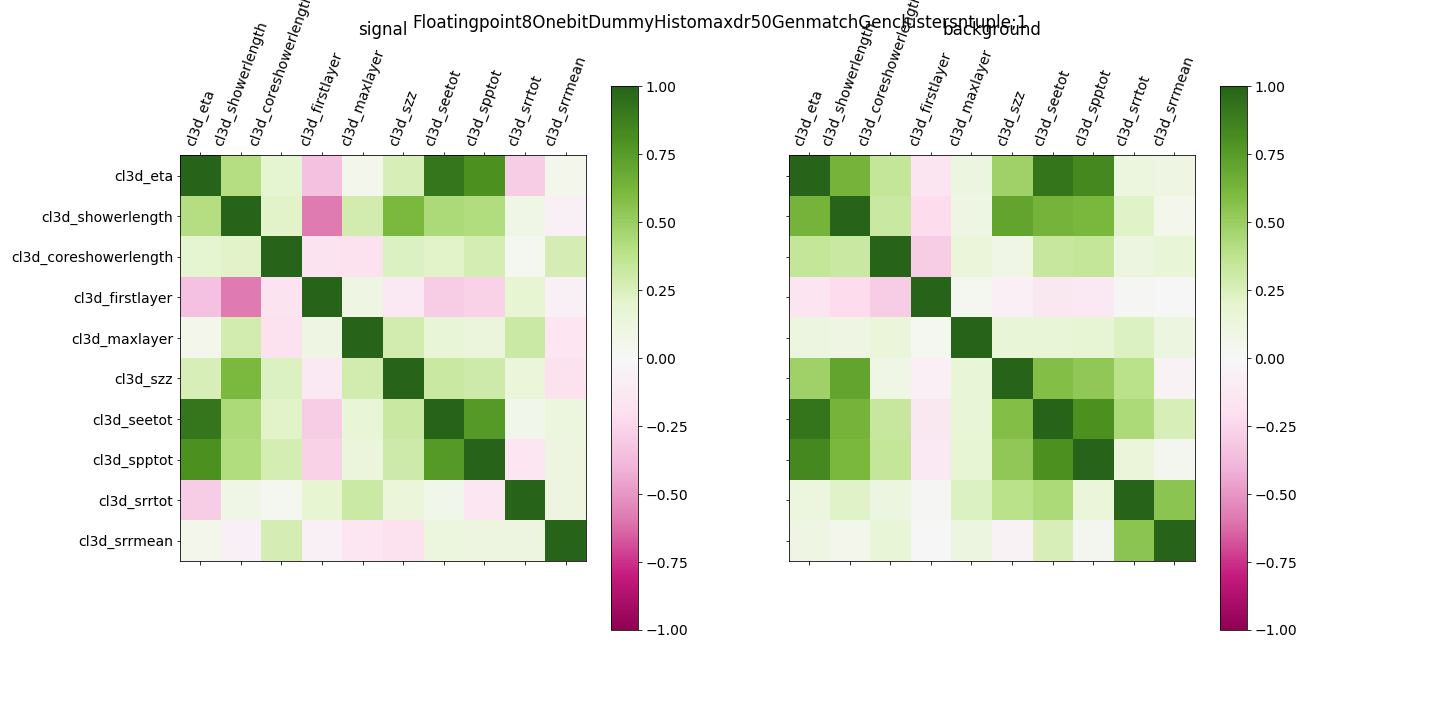 Floatingpoint8OnebitDummyHistomaxdr50GenmatchGenclustersntuple;1
signal
background
cl3d_eta
cl3d_showerlength
cl3d_coreshowerlength
cl3d_firstlayer
cl3d_maxlayer
cl3d_szz
cl3d_seetot
cl3d_spptot
cl3d_srrtot
cl3d_srrmean
cl3d_eta
cl3d_showerlength
cl3d_coreshowerlength
cl3d_firstlayer
cl3d_maxlayer
cl3d_szz
cl3d_seetot
cl3d_spptot
cl3d_srrtot
cl3d_srrmean
cl3d_eta
cl3d_showerlength
cl3d_coreshowerlength
cl3d_firstlayer
cl3d_maxlayer
cl3d_szz
cl3d_seetot
cl3d_spptot
cl3d_srrtot
cl3d_srrmean
1.00
0.75
0.50
0.25
0.00
−0.25
−0.50
−0.75
−1.00
1.00
0.75
0.50
0.25
0.00
−0.25
−0.50
−0.75
−1.00